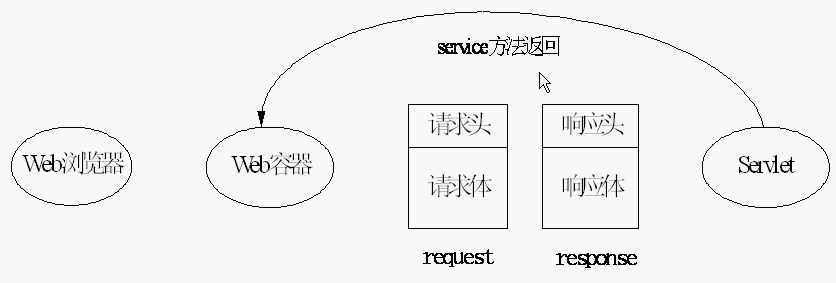 service方法返回
请求头
响应头
Web浏览器
Web容器
请求体
响应体
Servlet
request
response